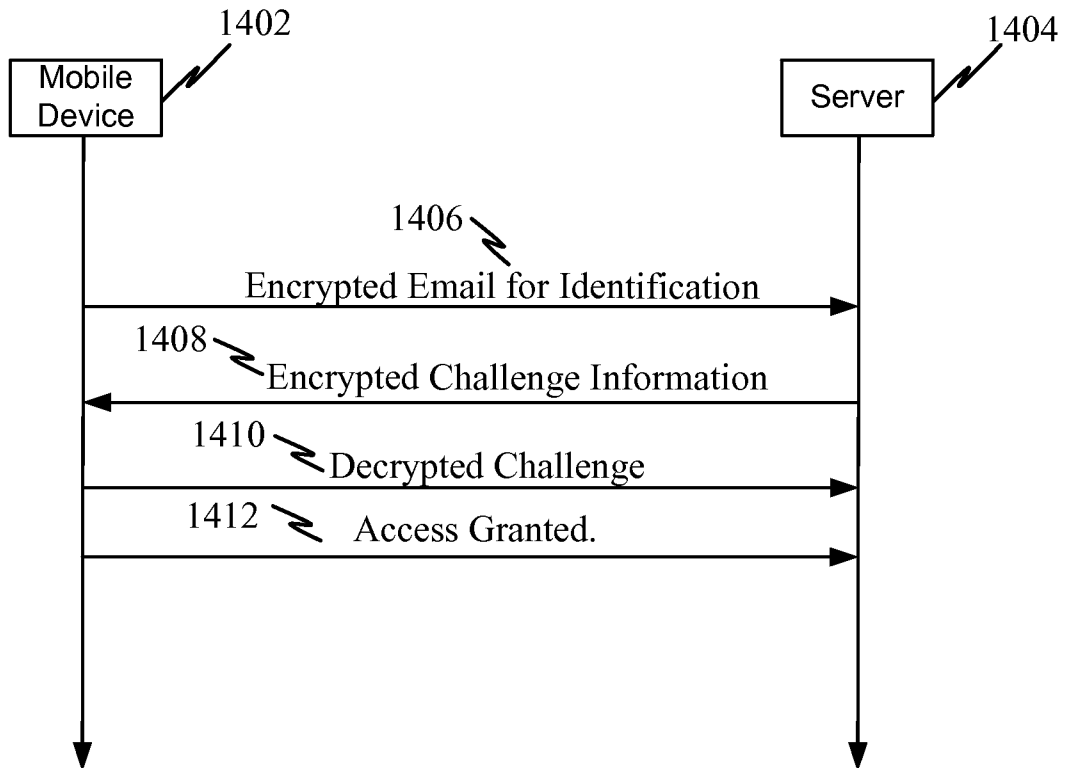 1402
1404
Mobile
Device
Server
1406
Encrypted Email for Identification
1408
Encrypted Challenge Information
1410
Decrypted Challenge
1412
Access Granted.